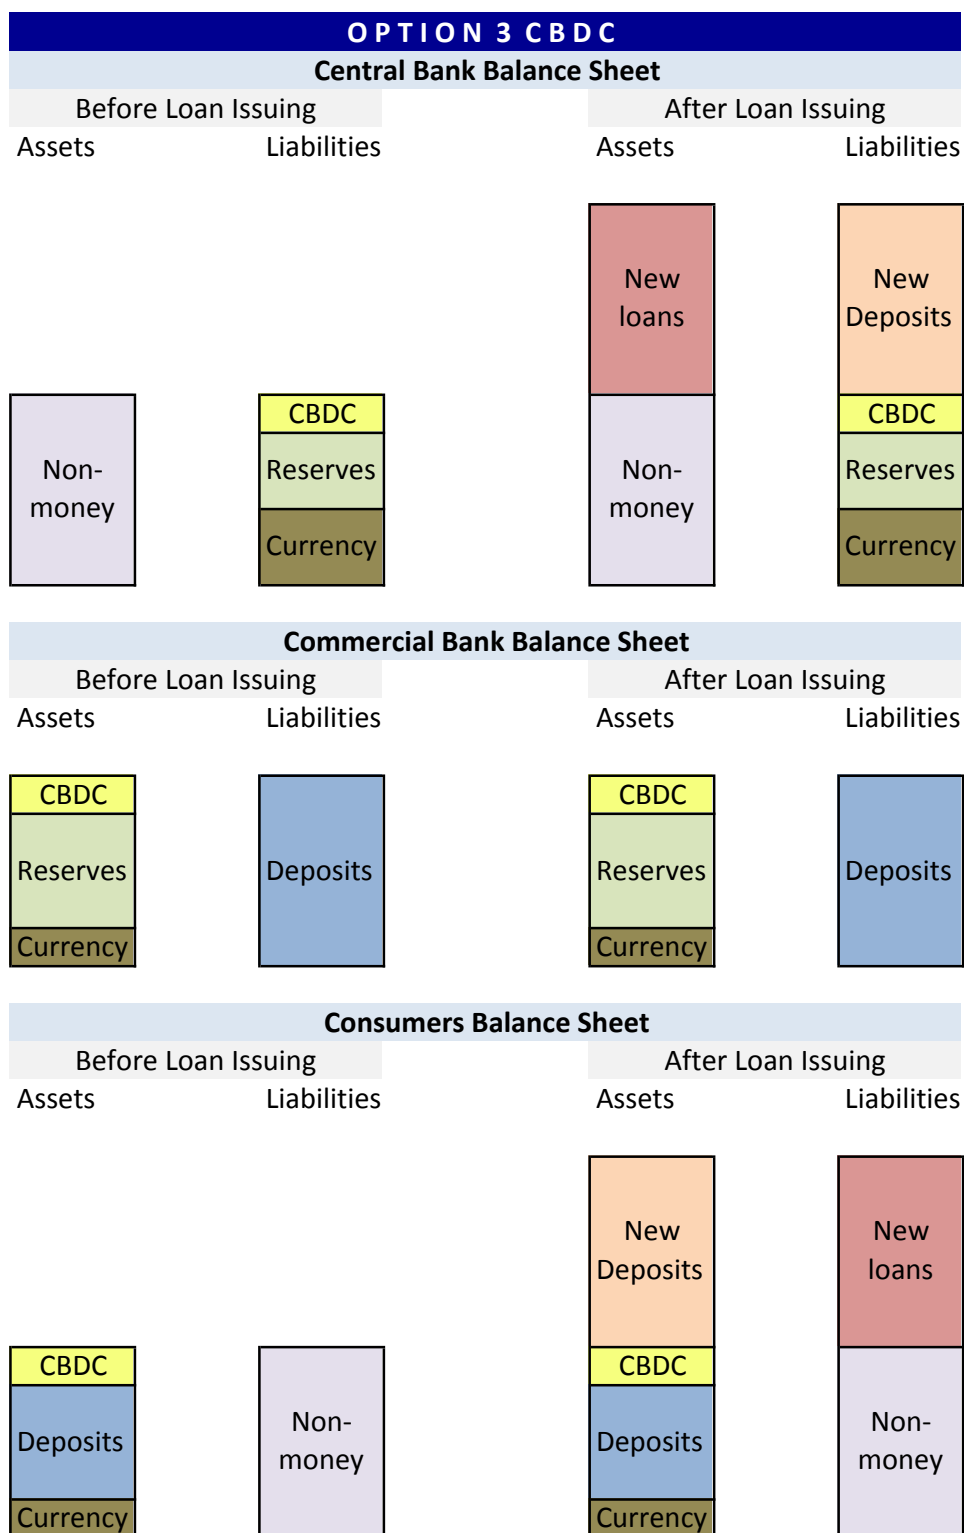 OPTION 3 CBDC
Central Bank Balance Sheet
Before Loan Issuing After Loan Issuing
Assets Liabilities Assets Liabilities
New New
loans Deposits
CBDC CBDC
Non- Reserves Non- Reserves
money money
Currency Currency
Commercial Bank Balance Sheet
Before Loan Issuing After Loan Issuing
Assets Liabilities Assets Liabilities
CBDC CBDC
Reserves Deposits Reserves Deposits
Currency Currency
Consumers Balance Sheet
Before Loan Issuing After Loan Issuing
Assets Liabilities Assets Liabilities
New New
Deposits loans
CBDC CBDC
Deposits Non- Deposits Non-
money money
Currency Currency